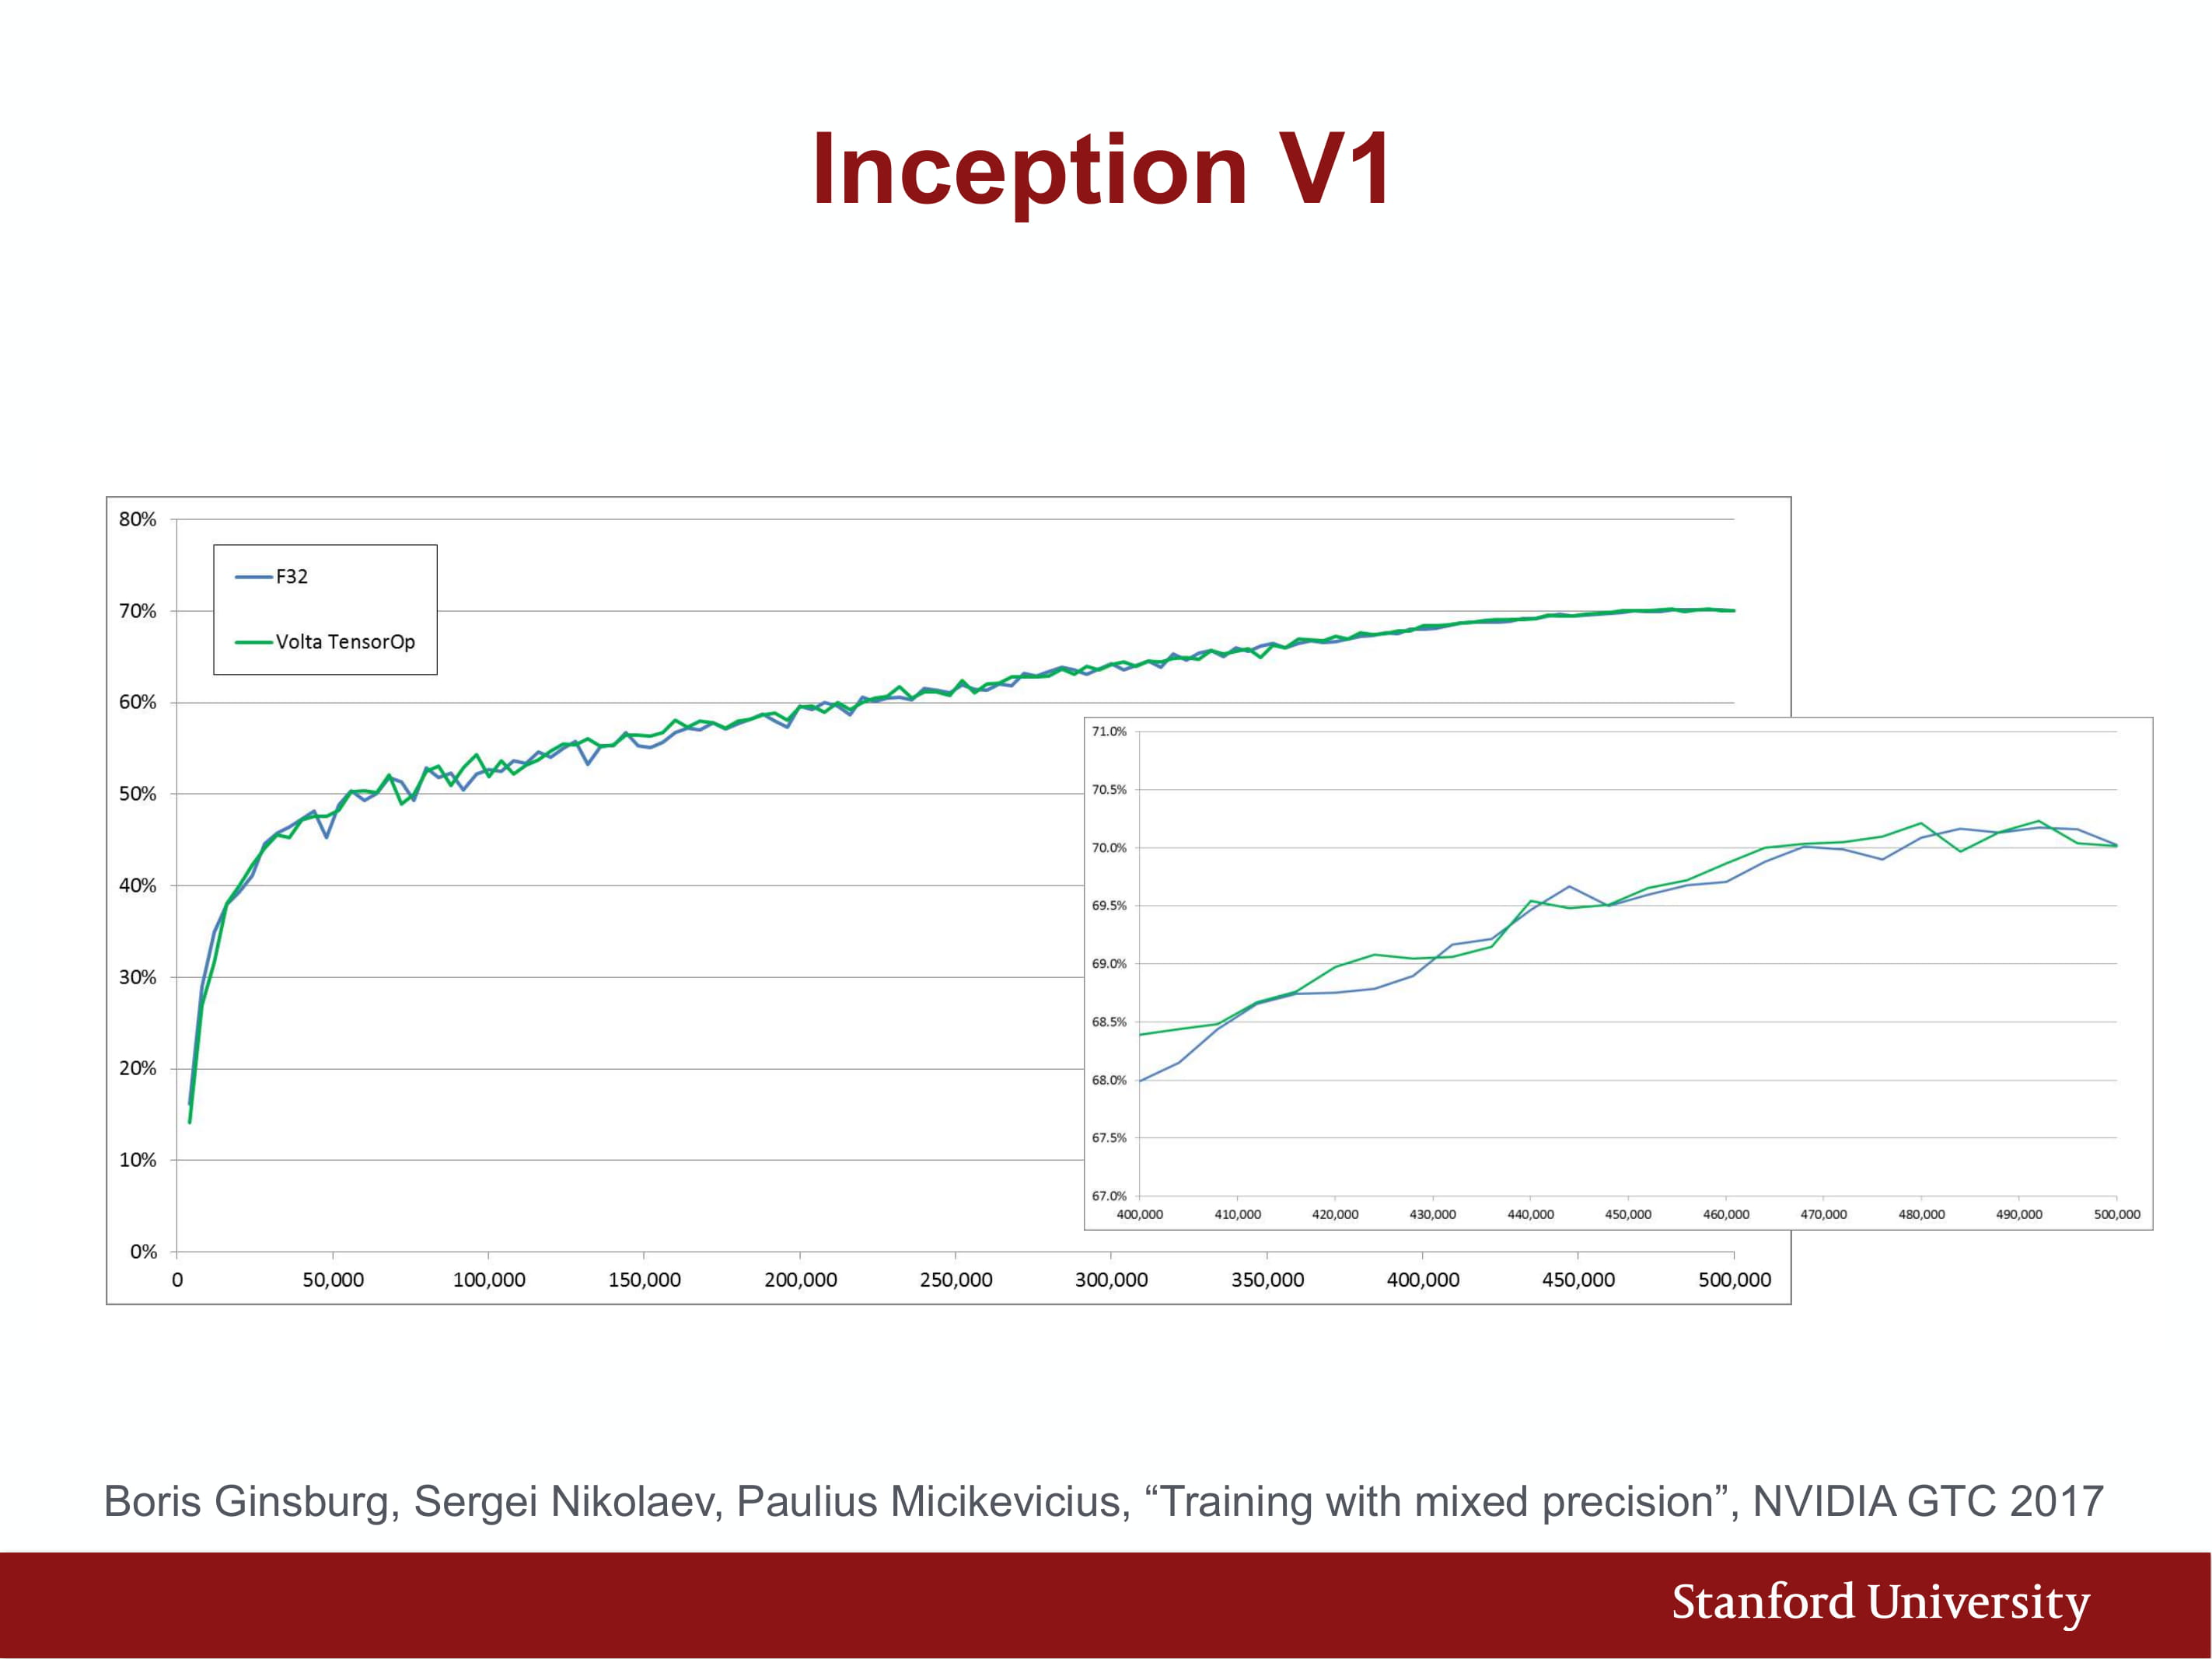 Inception V1
80%
F32
70%
Volta TensorOp
60%
50%
40%
30%
20%
10%
0%
0 50,000 100,000 150,000 200,000 250,000 300,000 350,000 400,000 450,000 500,000
71.0%
70.5%
70.0%
69.5%
69.0%
68.5%
68.0%
67.5%
67.0%
400,000 410,000 420,000 430,000 440,000 450,000 460,000 470,000 480,000 490,000 500,000
Boris Ginsburg, Sergei Nikolaev, Paulius Micikevicius, “Training with mixed precision”, NVIDIA GTC 2017
Stanford University